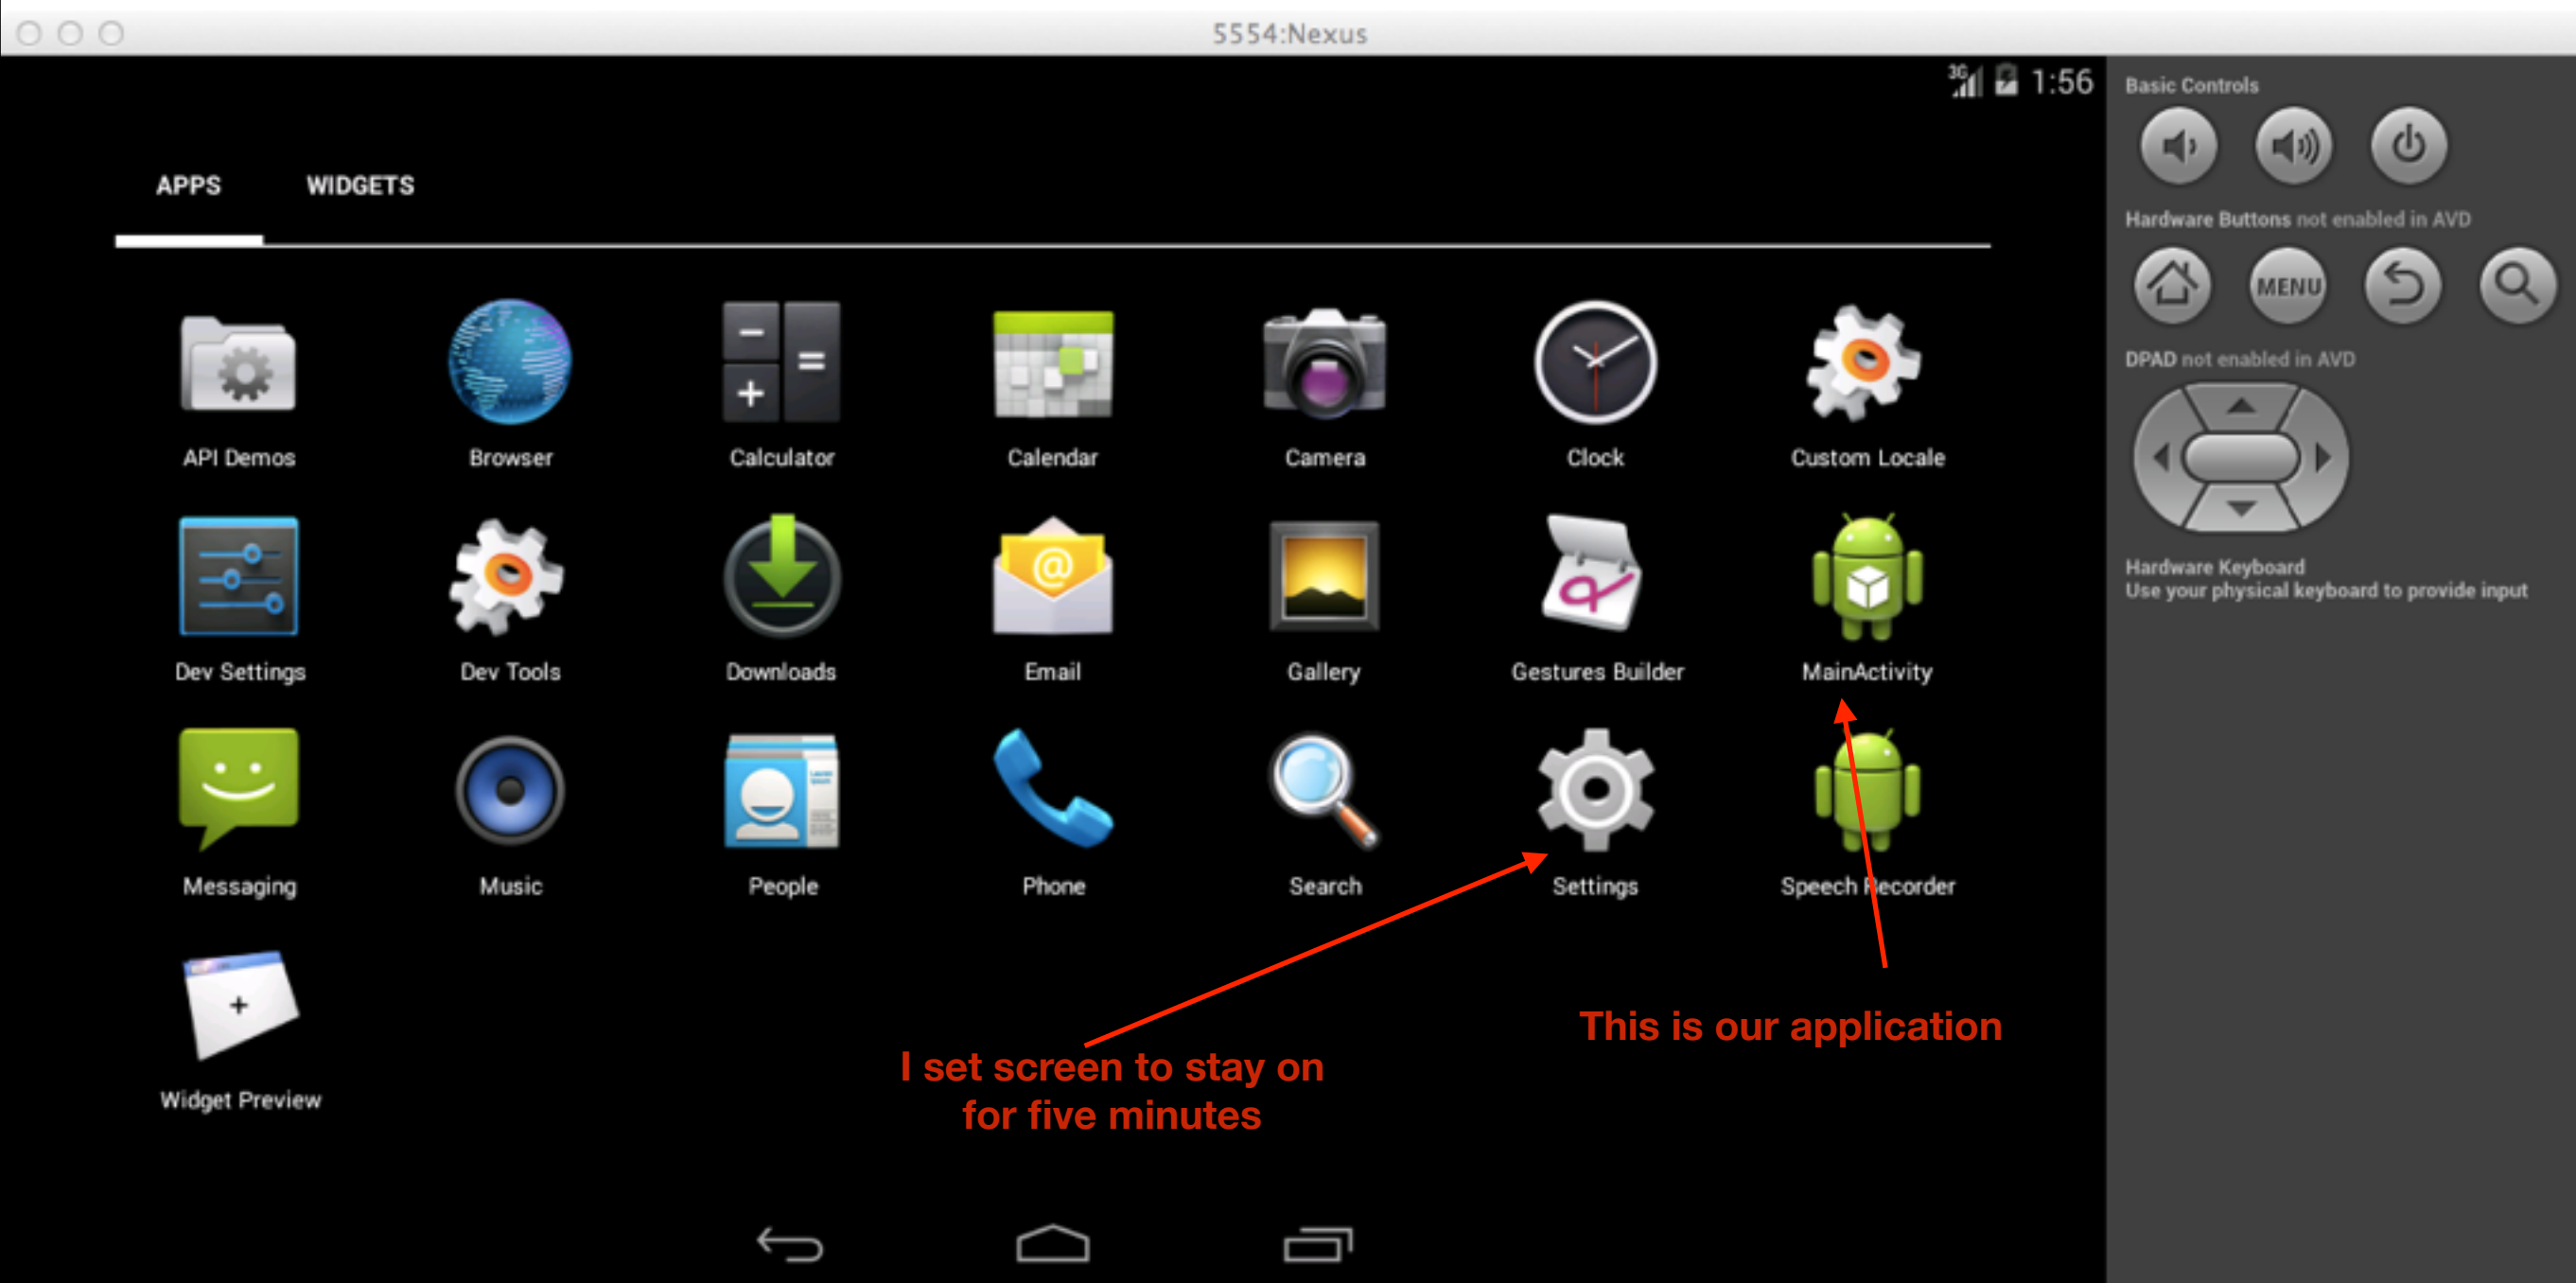 5554:Nexus
3G 1:56
APPS WIDGETS
API Demos Browser Calculator Calendar Camera Clock Custom Locale
Dev Settings Dev Tools Downloads Email Gallery Gestures Builder MainActivity
Messaging Music People Phone Search Settings Speech Recorder
Widget Preview
I set screen to stay on
for five minutes
This is our application
Basic Controls
Hardware Buttons not enabled in AVD
MENU
DPAD not enabled in AVD
Hardware Keyboard
Use your physical keyboard to provide input